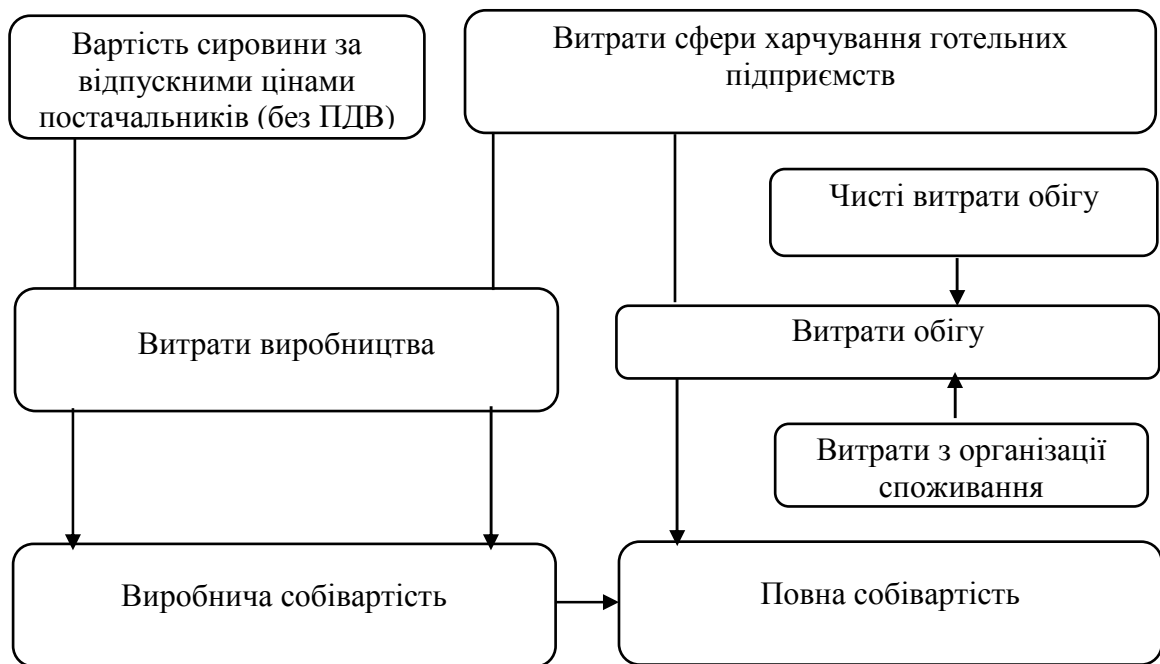 Вартість сировини за
відпускними цінами
постачальників (без ПДВ)
Витрати сфери харчування готельних
підприємств
Чисті витрати обігу
Витрати виробництва
Витрати обігу
Витрати з організації
споживання
Виробнича собівартість
Повна собівартість